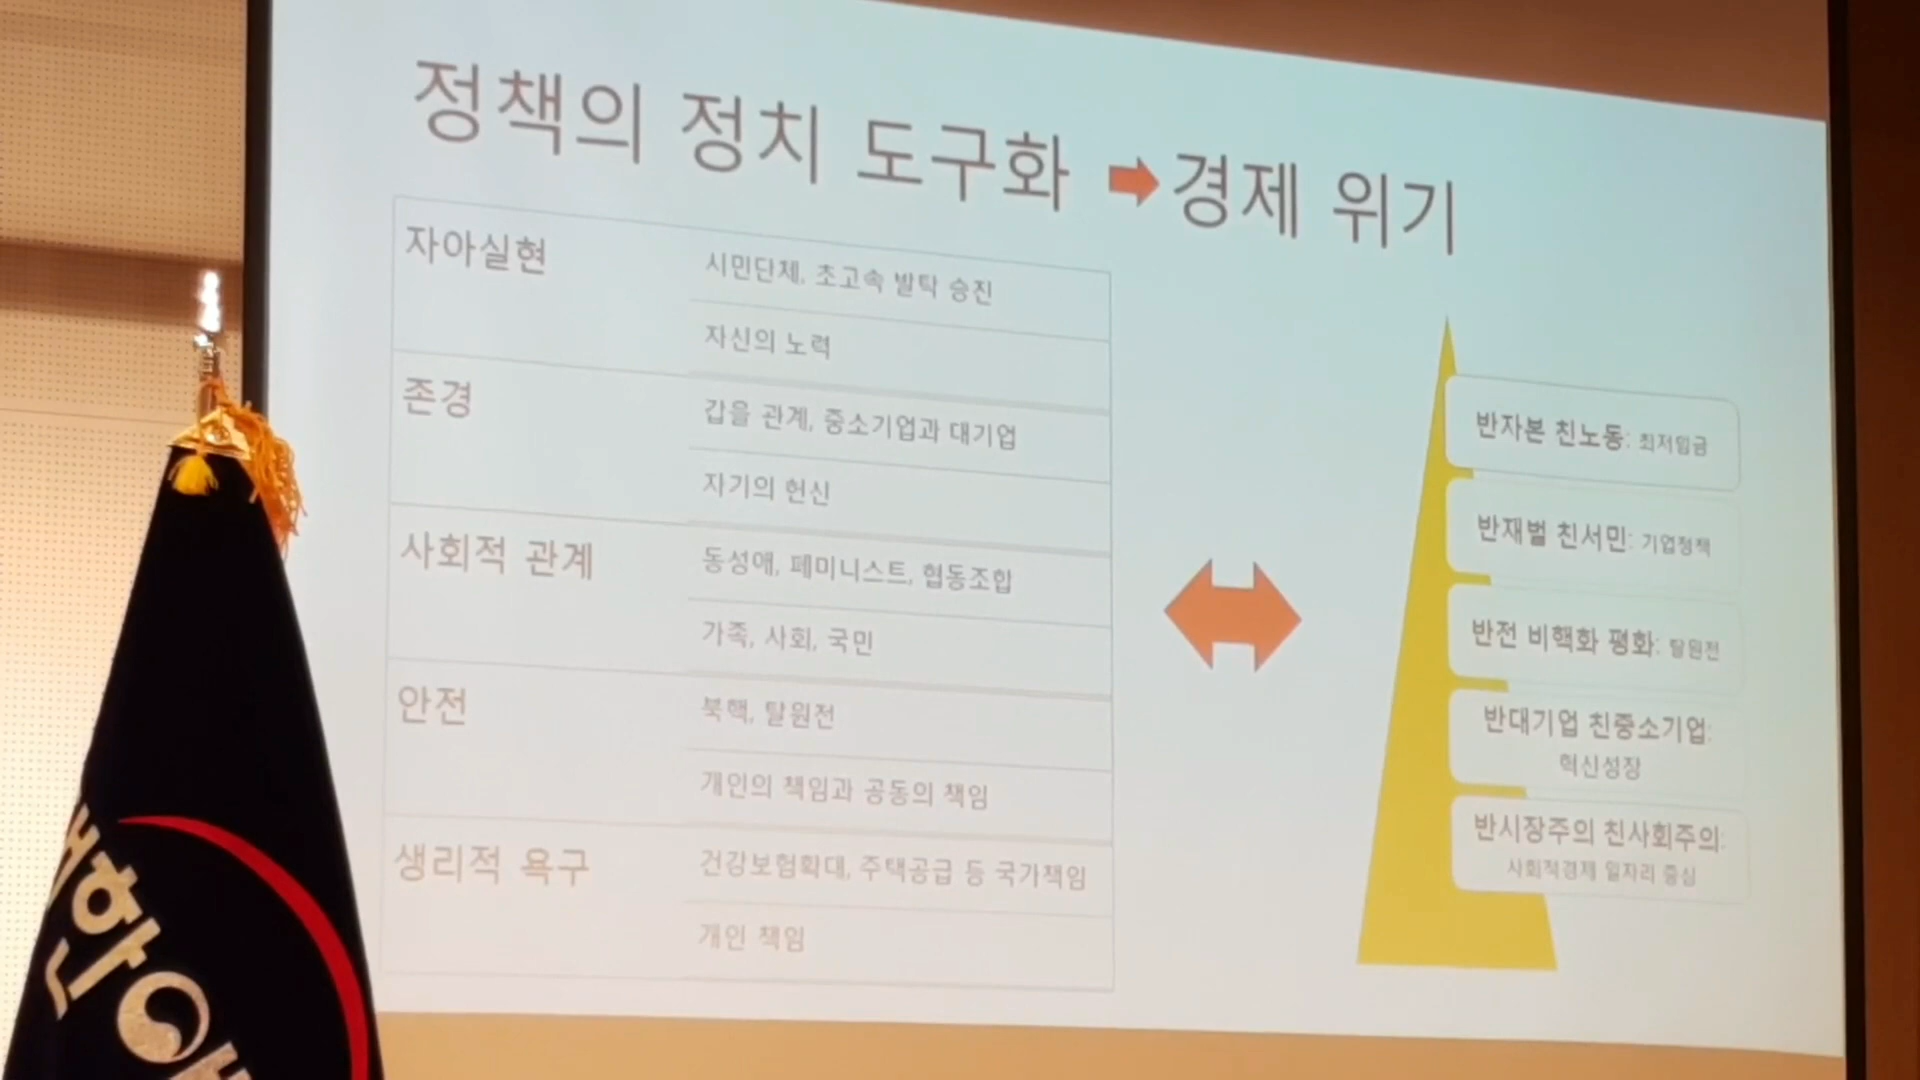 정책의 정치 도구화 ➡ 경제 위기
자아실현
시민단체, 초고속 발탁 승진
자신의 노력
존경
갑을 관계, 중소기업과 대기업
자기의 헌신
사회적 관계
동성애, 페미니스트, 협동조합
가족, 사회, 국민
안전
북핵, 탈원전
개인의 책임과 공동의 책임
생리적 욕구
건강보험확대, 주택공급 등 국가책임
개인 책임
반자본 친노동: 최저임금
반재벌 친서민: 기업정책
반전 비핵화 평화: 탈원전
반대기업 친중소기업:
혁신성장
반시장주의 친사회주의:
사회적경제 일자리 중심
대한